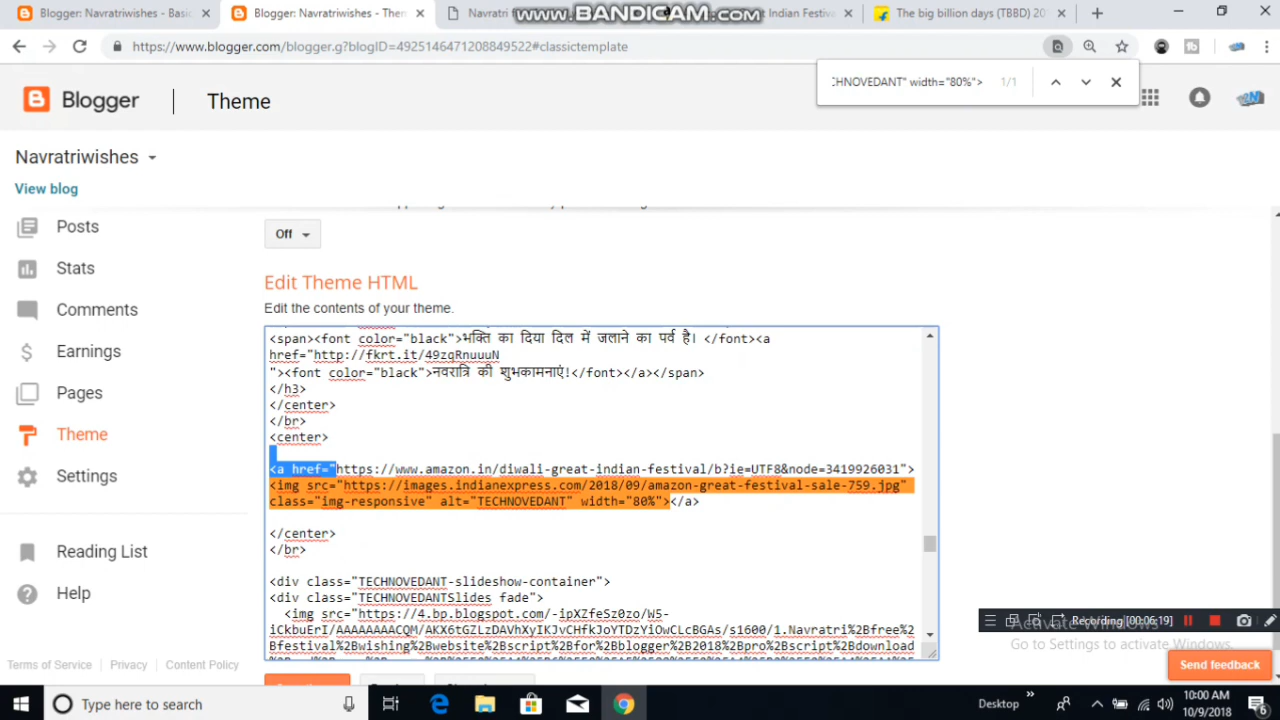 Blogger: Navratriwishes - Basi
Blogger: Navratriwishes - Them
Navratri
www.BANDICAM.com
t Indian Festiva
The big billion days (TBBD) 20
https://www.blogger.com/blogger.g?blogID=4925146471208849522#classictemplate
CHNOVEDANT" width="80%"> 1/1
Blogger Theme
Navratriwishes
View blog
Posts
Stats
Comments
Earnings
Pages
Theme
Settings
Reading List
Help
Terms of Service Privacy Content Policy
Off
Edit Theme HTML
Edit the contents of your theme.
<span><font color="black">भक्ति का दिया दिल में जलाने का पर्व है। </font><a
href="http://fkrt.it/49zqRnuuuN
"><font color="black">नवरात्रि की शुभकामनाएं!</font></a></span>
</h3>
</center>
</br>
<center>
<a href="https://www.amazon.in/diwali-great-indian-festival/b?ie=UTF8&node=3419926031">
<img src="https://images.indianexpress.com/2018/09/amazon-great-festival-sale-759.jpg"
class="img-responsive" alt="TECHNOVEDANT" width="80%"></a>
</center>
</br>
<div class="TECHNOVEDANT-slideshow-container">
<div class="TECHNOVEDANTSlides fade">
<img src="https://4.bp.blogspot.com/-ipXZfeSz0zo/W5-
iCkbuErI/AAAAAAAACQM/AKX6tGZLzDAVhXyIKJvCHfkJoYTDzYiOwCLcBGAs/s1600/1.Navratri%2Bfree%2
Bfestival%2Bwishing%2Bwebsite%2Bscript%2Bfor%2Bblogger%2B2018%2Bpro%2Bscript%2Bdownload
Recording [00:06:19]
Activate Windows
Go to Settings to activate Windows.
Send feedback
Type here to search
Desktop
10:00 AM
10/9/2018
6